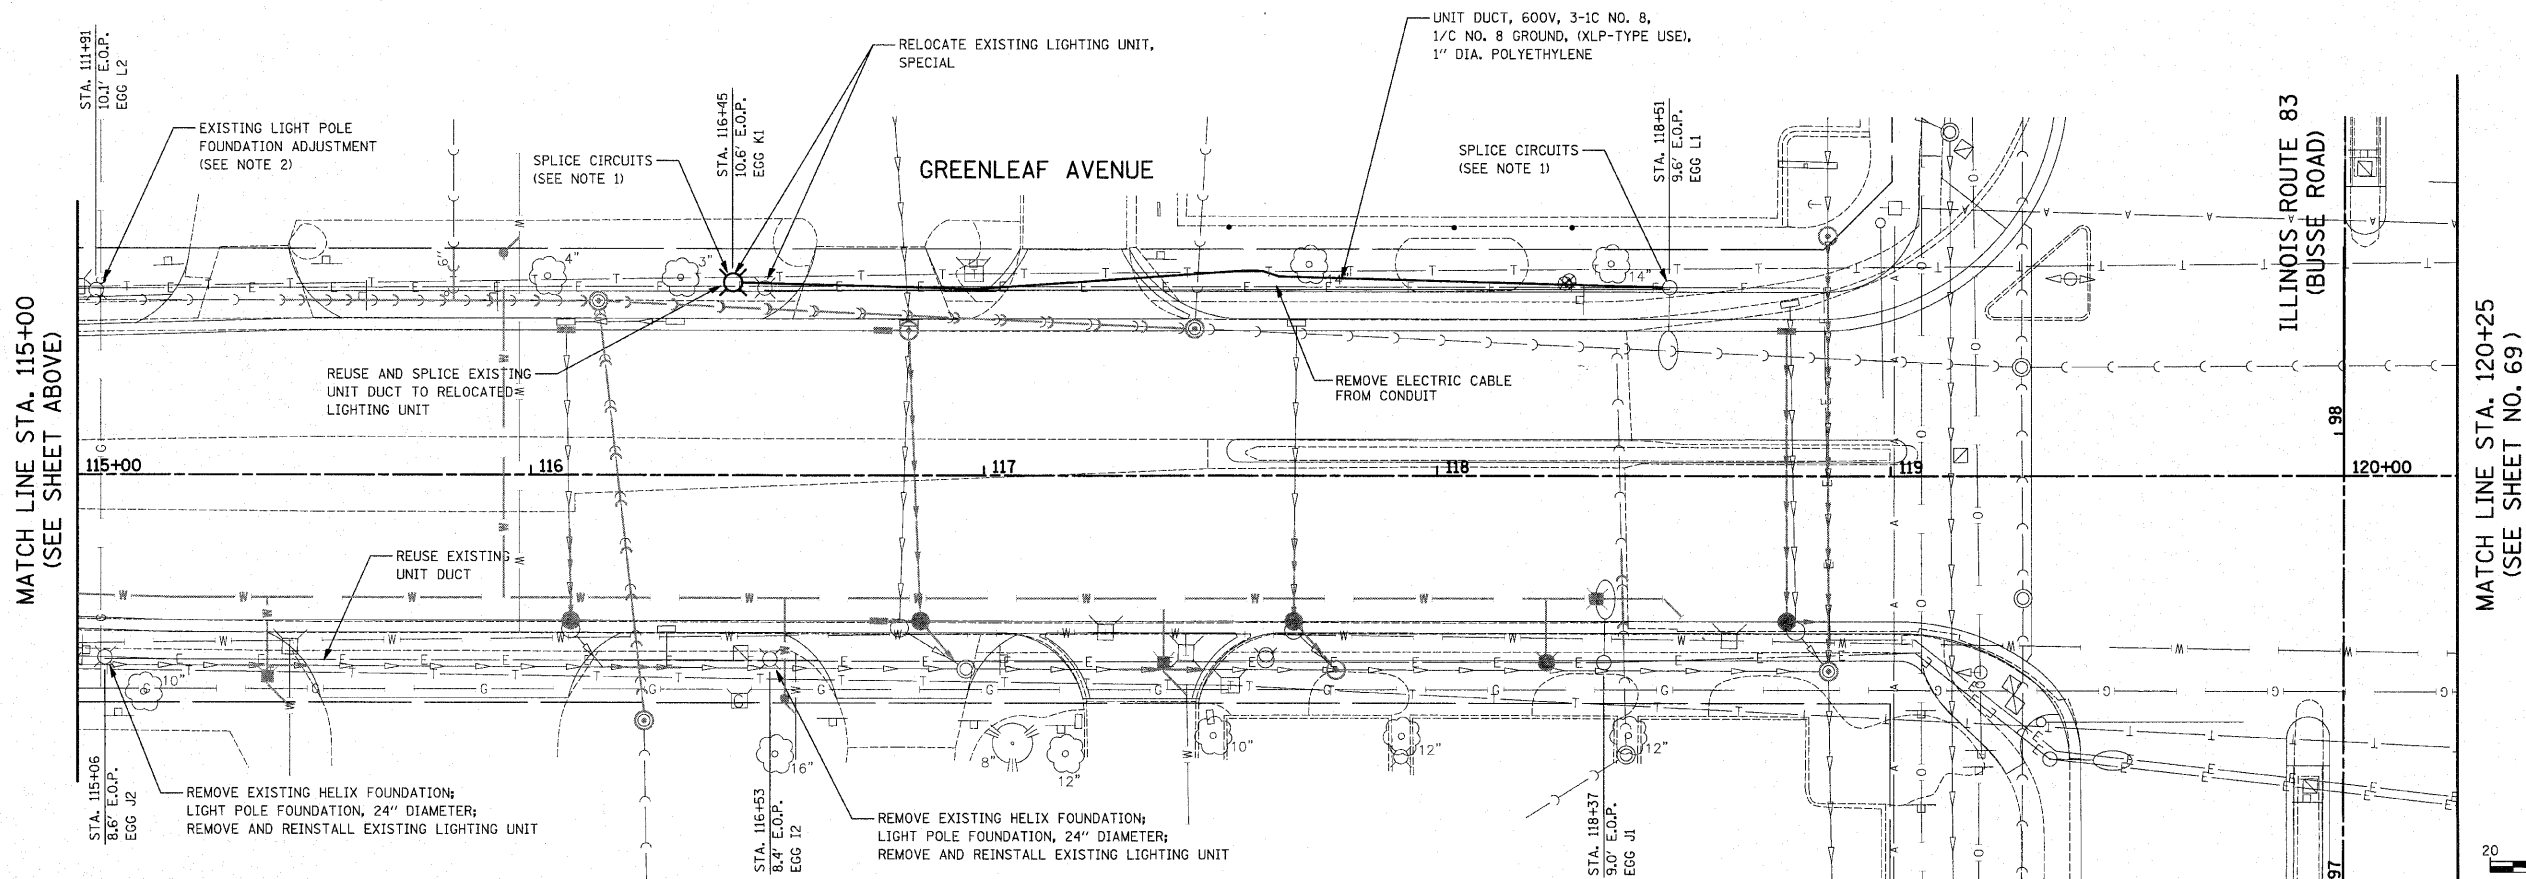 STA. 111+91
10.1' E.O.P.
EGG L2
EXISTING LIGHT POLE
FOUNDATION ADJUSTMENT
(SEE NOTE 2)
SPLICE CIRCUITS
(SEE NOTE 1)
STA. 116+45
10.6' E.O.P.
EGG K1
RELOCATE EXISTING LIGHTING UNIT,
SPECIAL
GREENLEAF AVENUE
UNIT DUCT, 600V, 3-1C NO. 8,
1/C NO. 8 GROUND, (XLP-TYPE USE),
1" DIA. POLYETHYLENE
SPLICE CIRCUITS
(SEE NOTE 1)
STA. 118+51
9.6' E.O.P.
EGG L1
ILLINOIS ROUTE 83
(BUSSE ROAD)
6"
4"
3"
14"
14"
MATCH LINE STA. 115+00
(SEE SHEET ABOVE)
REUSE AND SPLICE EXISTING
UNIT DUCT TO RELOCATED
LIGHTING UNIT
REMOVE ELECTRIC CABLE
FROM CONDUIT
MATCH LINE STA. 120+25
(SEE SHEET NO. 69)
98
115+00
116
117
118
119
120+00
REUSE EXISTING
UNIT DUCT
10"
16"
8"
12"
10"
12"
12"
STA. 115+06
8.6' E.O.P.
EGG J2
REMOVE EXISTING HELIX FOUNDATION;
LIGHT POLE FOUNDATION, 24" DIAMETER;
REMOVE AND REINSTALL EXISTING LIGHTING UNIT
STA. 116+53
8.4' E.O.P.
EGG I2
REMOVE EXISTING HELIX FOUNDATION;
LIGHT POLE FOUNDATION, 24" DIAMETER;
REMOVE AND REINSTALL EXISTING LIGHTING UNIT
STA. 118+37
9.0' E.O.P.
EGG J1
97
20